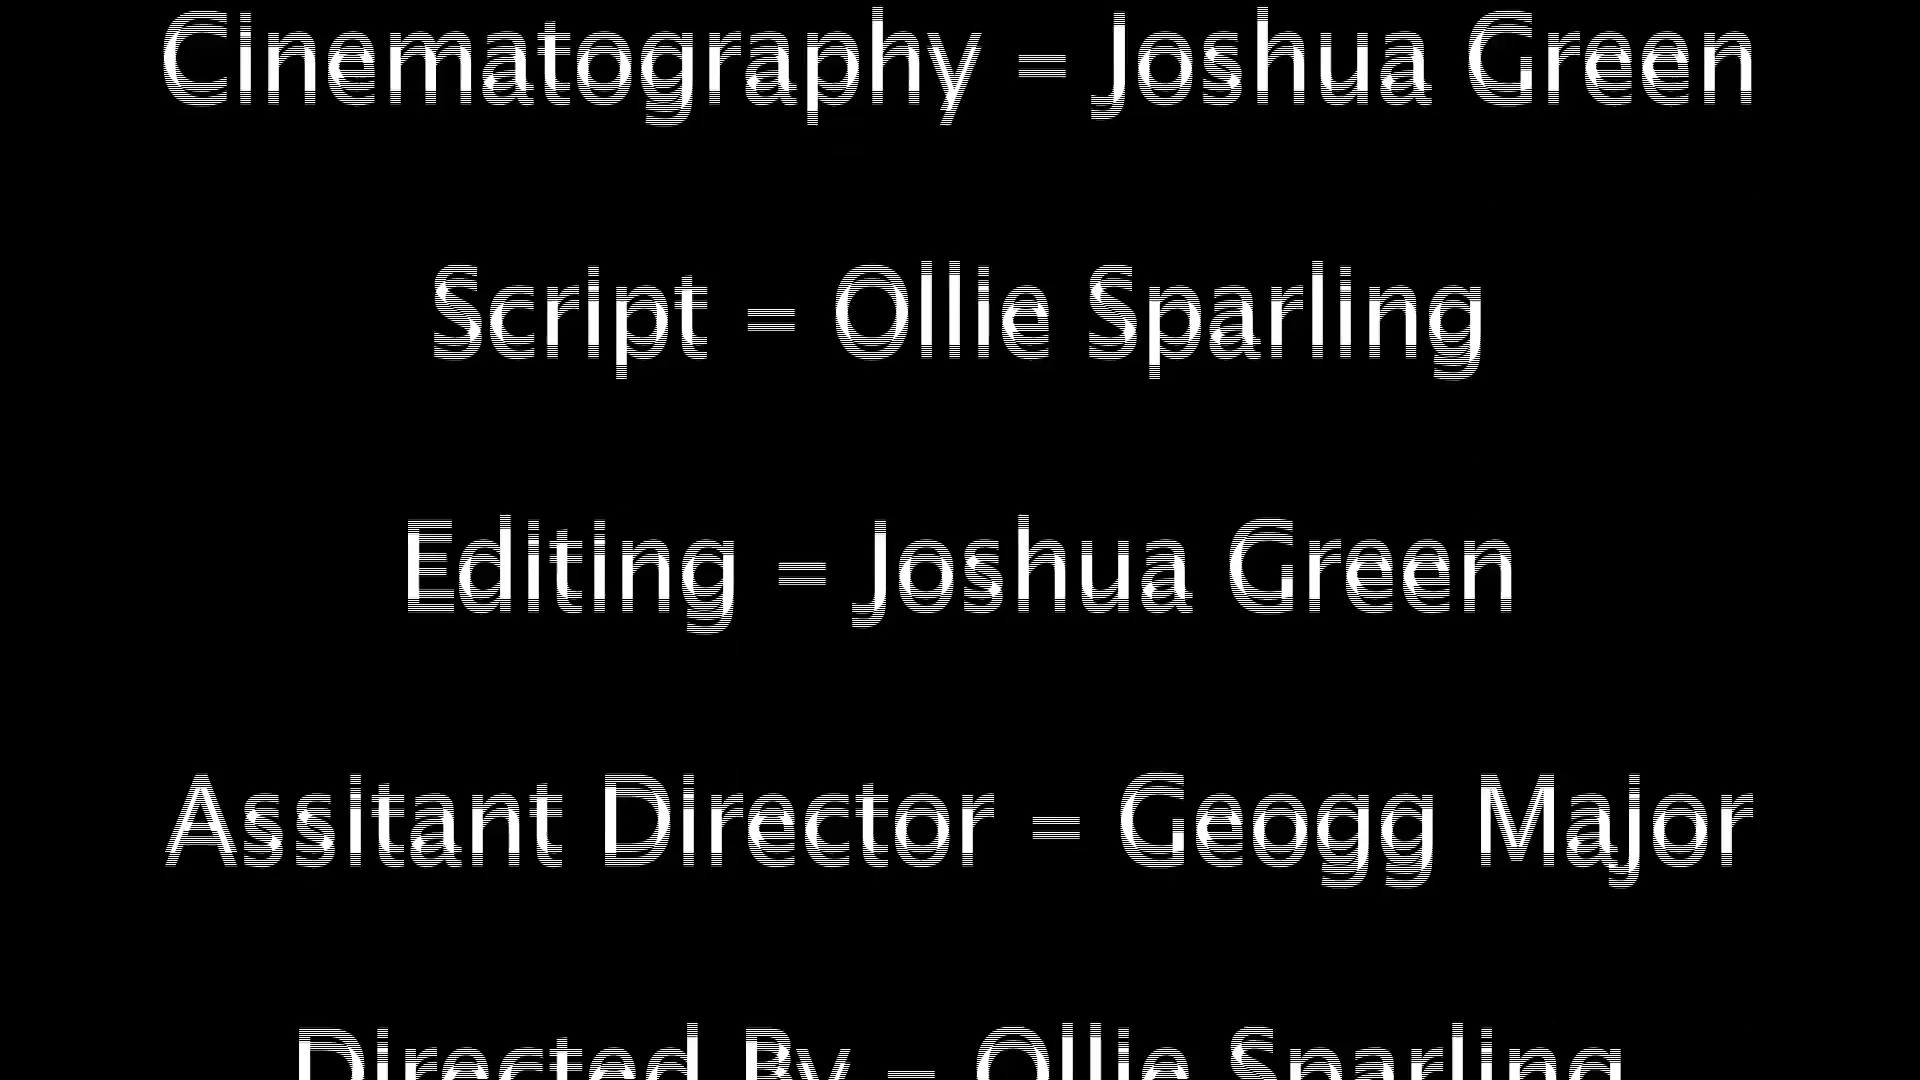 Cinematography = Joshua Green
Script = Ollie Sparling
Editing = Joshua Green
Assitant Director = Geogg Major
Directed By = Ollie Sparling